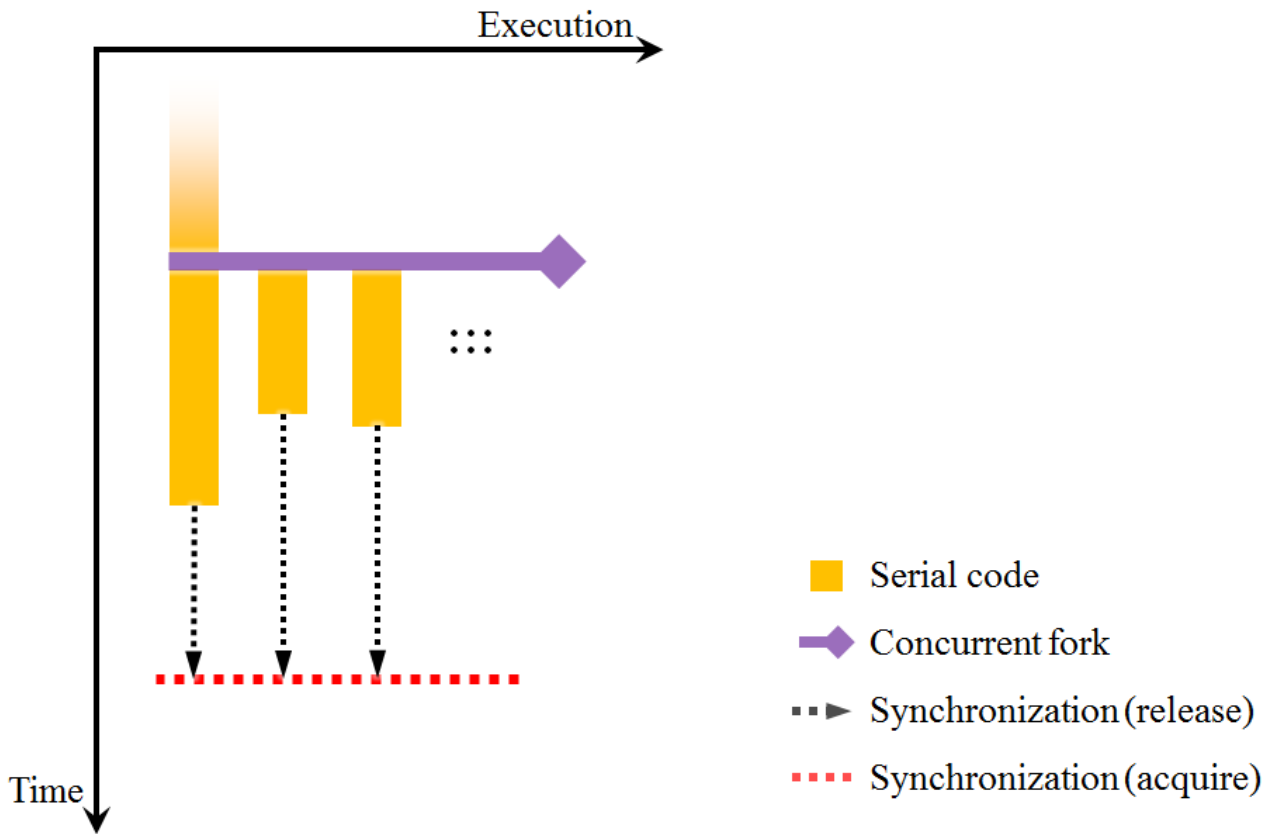 Execution
Serial code
Concurrent fork
Synchronization (release)
Synchronization (acquire)
Time